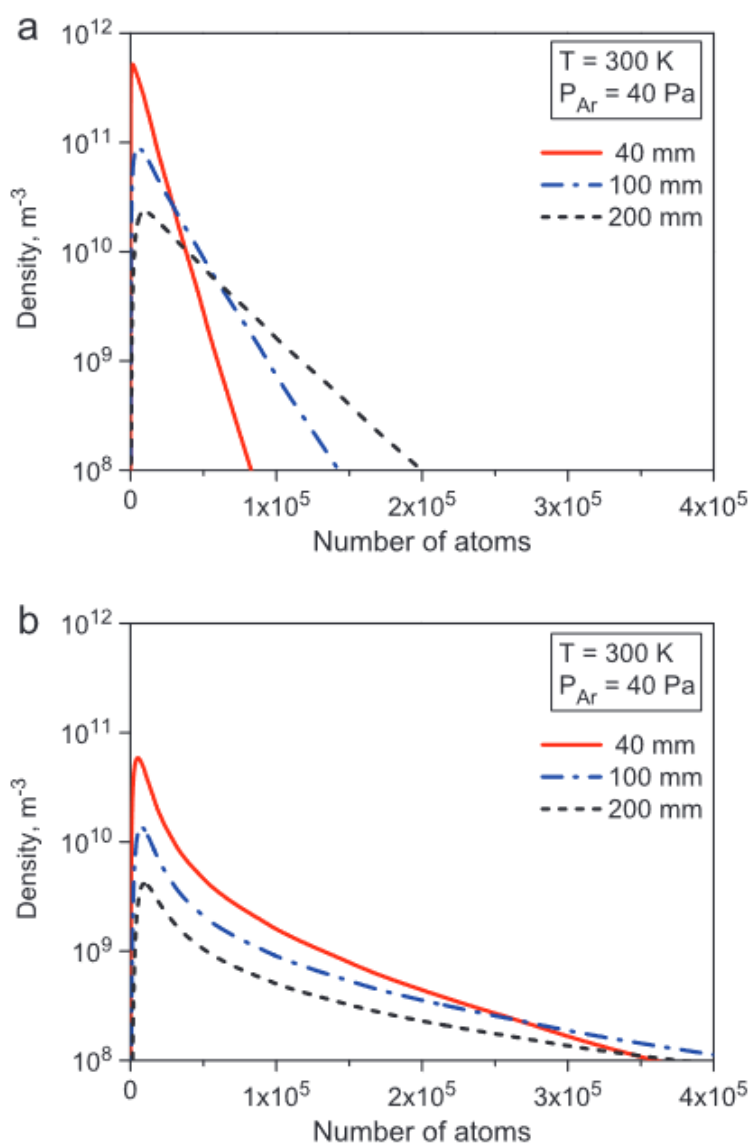 a
10^12
10^11
10^10
10^9
10^8
Density, m^-3
T = 300 K
P_Ar = 40 Pa
40 mm
100 mm
200 mm
0
1x10^5
2x10^5
3x10^5
4x10^5
Number of atoms
b
10^12
10^11
10^10
10^9
10^8
Density, m^-3
T = 300 K
P_Ar = 40 Pa
40 mm
100 mm
200 mm
0
1x10^5
2x10^5
3x10^5
4x10^5
Number of atoms